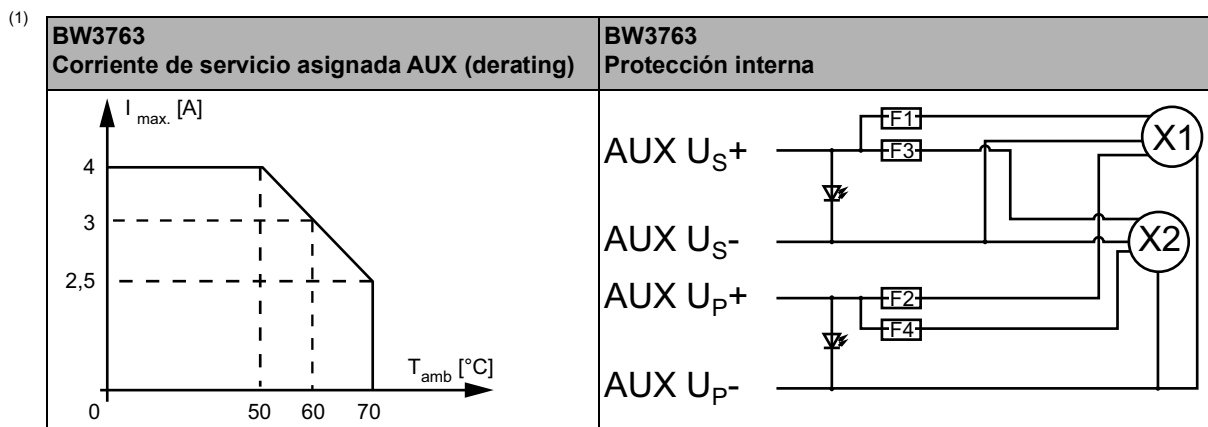 (1)
BW3763
Corriente de servicio asignada AUX (derating)
BW3763
Protección interna
I max. [A]
4
3
2,5
0
50
60
70
Tamb [°C]
AUX US+
AUX US-
AUX UP+
AUX UP-
F1
F3
F2
F4
X1
X2